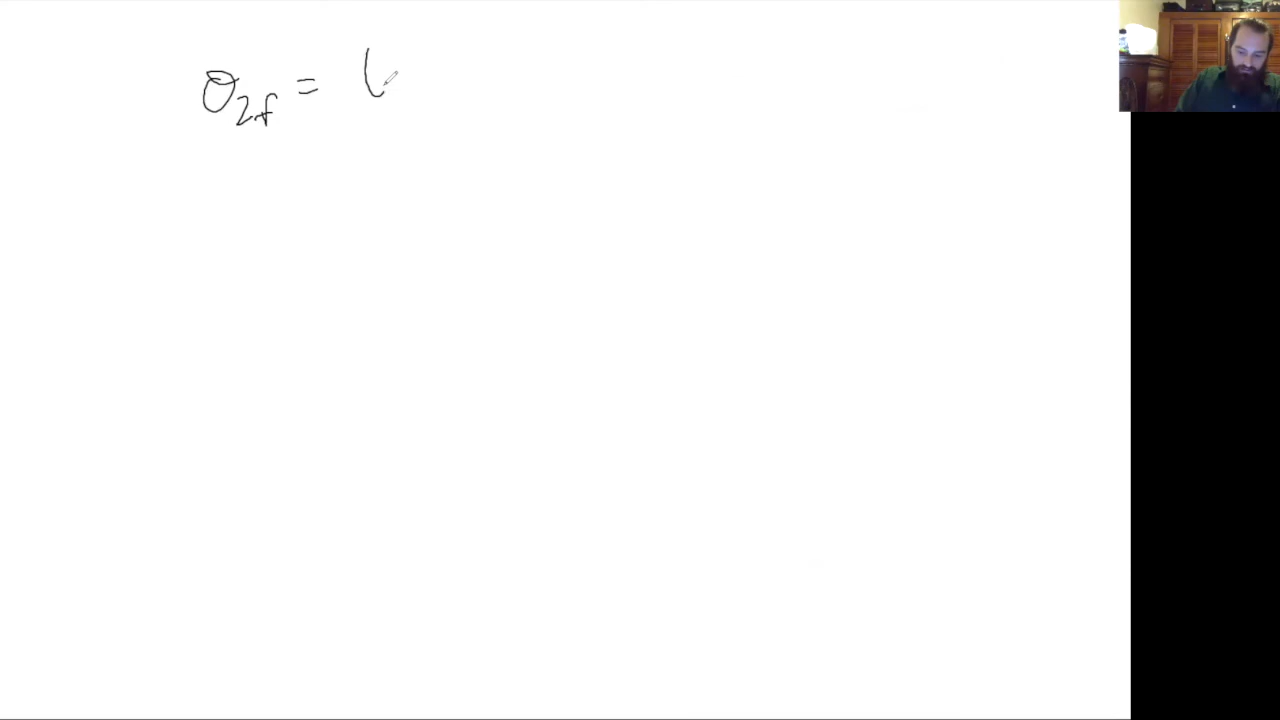 θ₂f =